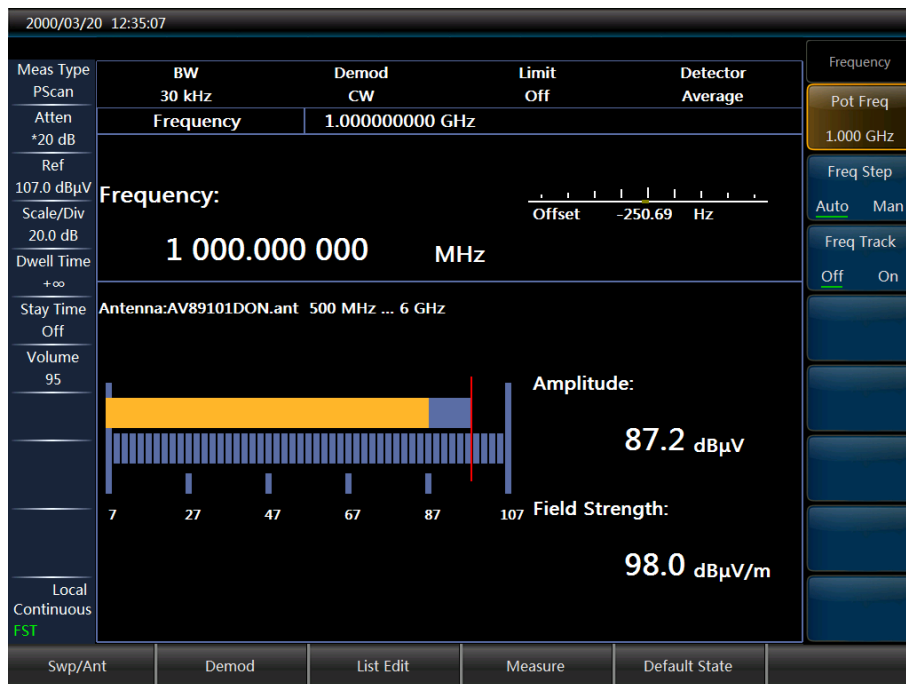 2000/03/20 12:35:07
Meas Type
PScan
Atten
*20 dB
Ref
107.0 dBµV
Scale/Div
20.0 dB
Dwell Time
+∞
Stay Time
Off
Volume
95
Local
Continuous
FST
BW Demod Limit Detector
30 kHz CW Off Average
Frequency 1.000000000 GHz
Frequency:
Offset -250.69 Hz
1 000.000 000 MHz
Antenna:AV89101DON.ant 500 MHz ... 6 GHz
Amplitude:
87.2 dBµV
7 27 47 67 87 107
Field Strength:
98.0 dBµV/m
Frequency
Pot Freq
1.000 GHz
Freq Step
Auto Man
Freq Track
Off On
Swp/Ant Demod List Edit Measure Default State